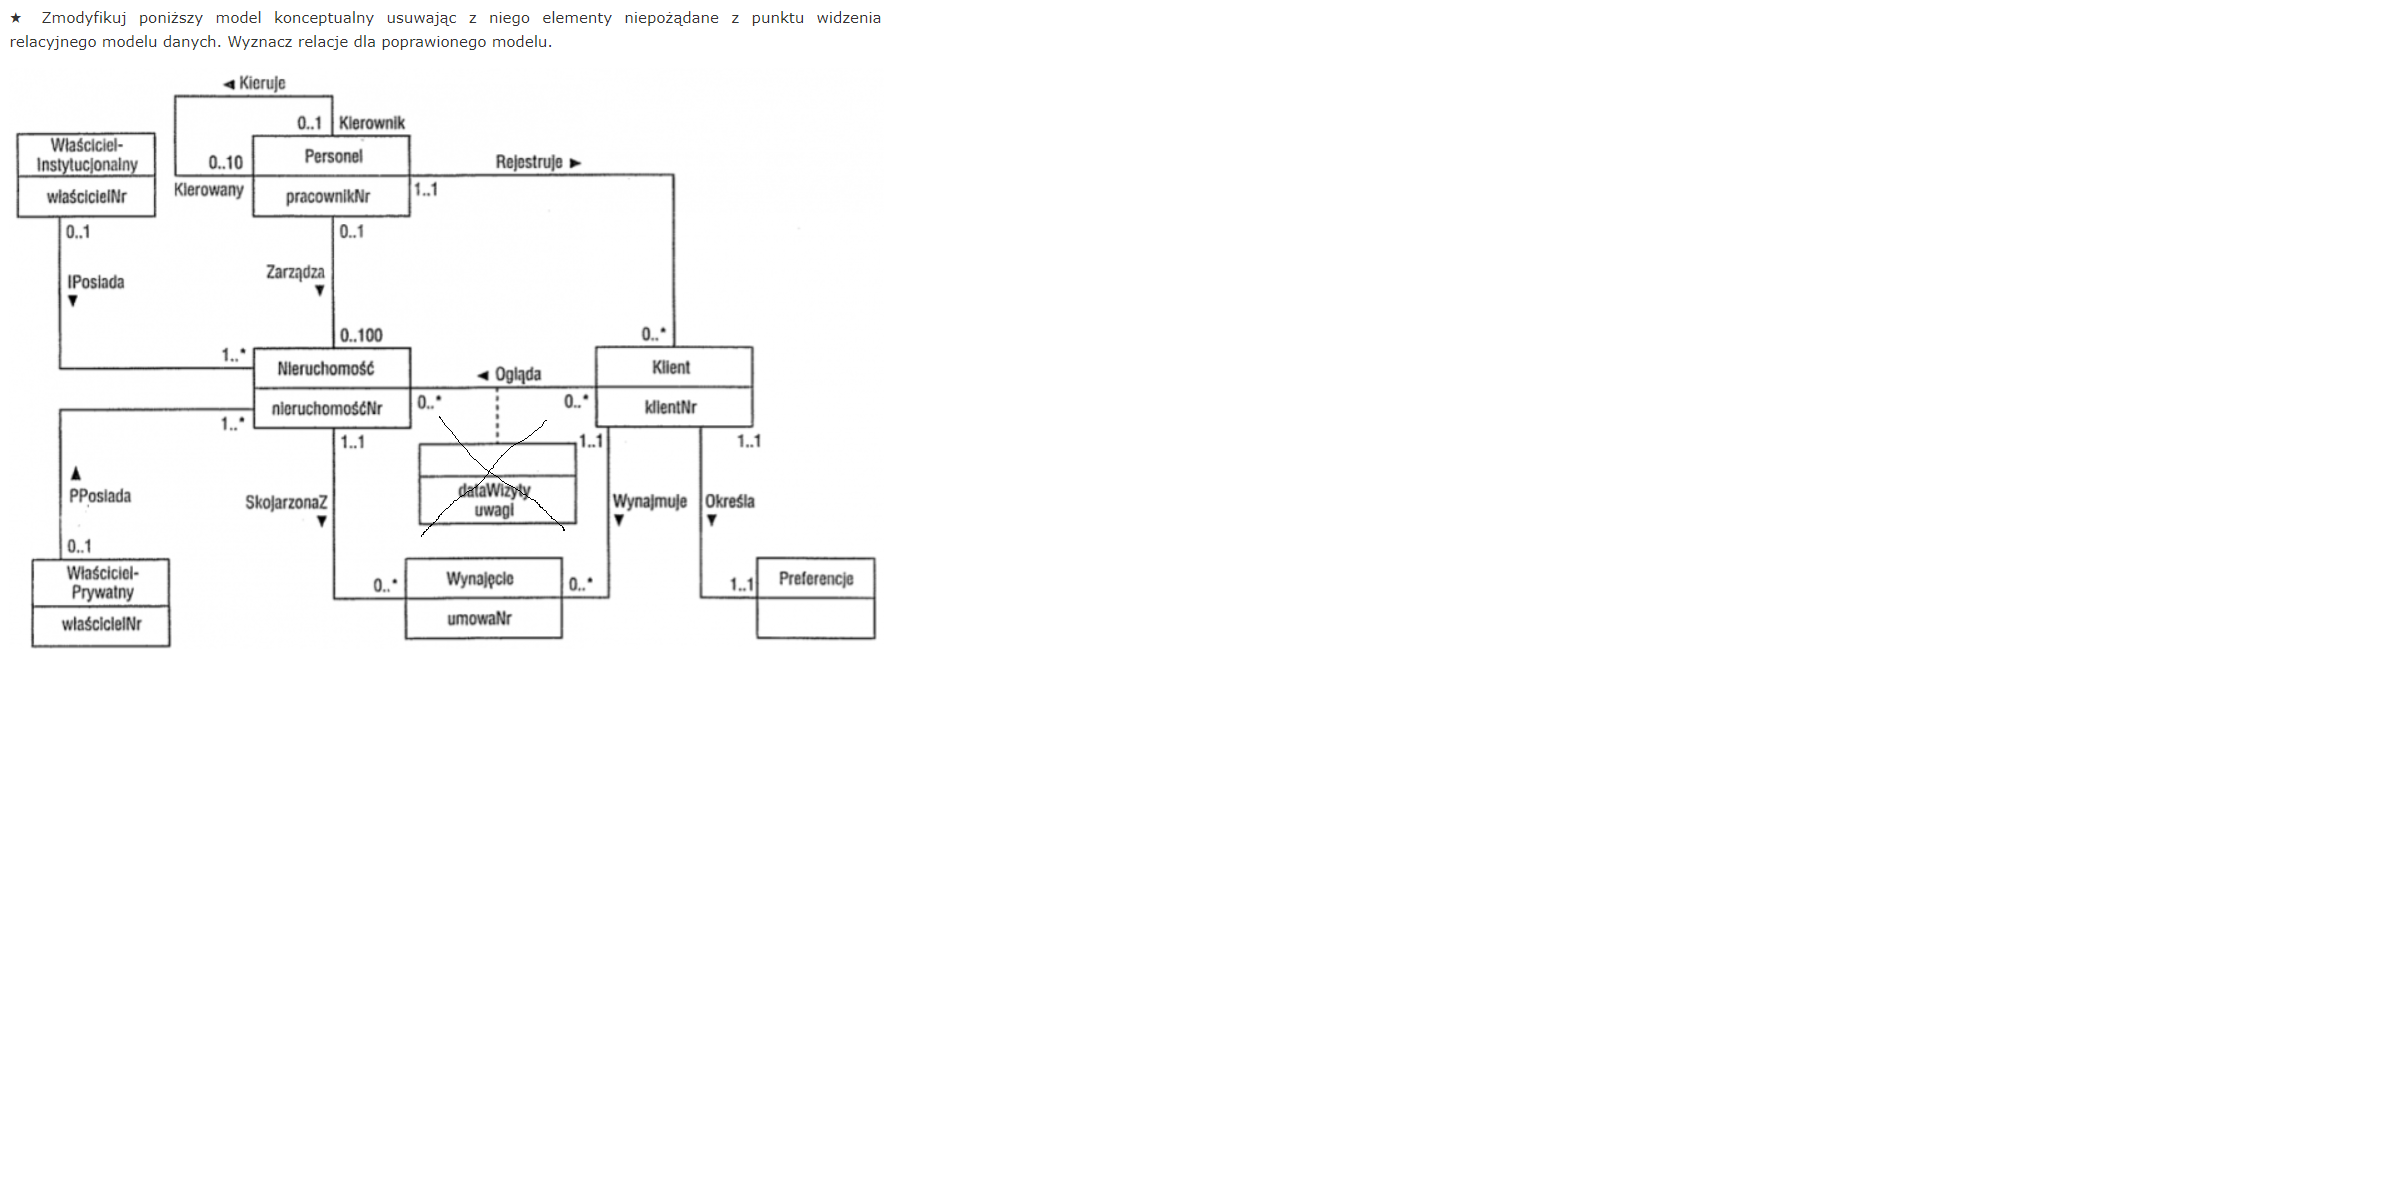 ★ Zmodyfikuj poniższy model konceptualny usuwając z niego elementy niepożądane z punktu widzenia
relacyjnego modelu danych. Wyznacz relacje dla poprawionego modelu.
◄ Kieruje
0..1 Kierownik
Właściciel-
Instytucjonalny
właścicielNr
0..10
Kierowany
Personel
pracownikNr
Rejestruje ►
1..1
0..1
0..1
Zarządza
▼
IPosiada
▼
0..100
0..*
1..*
Nieruchomość
nieruchomośćNr
◄ Ogląda
0..*
0..*
Klient
klientNr
1..*
1..1
1..1
1..1
▲
PPosiada
SkojarzonaZ
▼
dataWizyty
uwagi
Wynajmuje
▼
Określa
▼
0..1
Właściciel-
Prywatny
właścicielNr
0..*
Wynajęcie
umowaNr
0..*
1..1
Preferencje